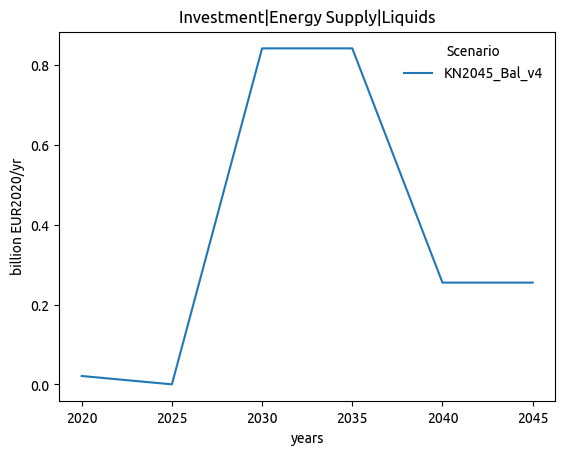 Investment|Energy Supply|Liquids
Scenario
KN2045_Bal_v4
billion EUR2020/yr
0.8
0.6
0.4
0.2
0.0
2020 2025 2030 2035 2040 2045
years